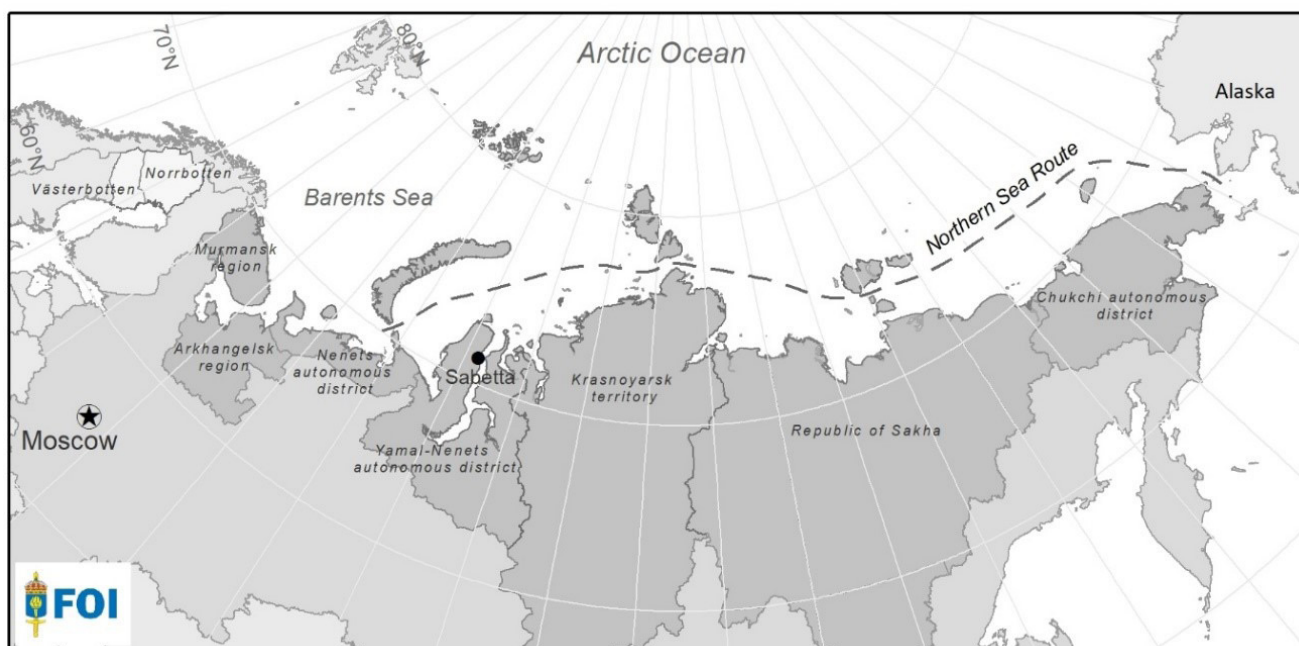 70°N
80°N
Arctic Ocean
Alaska
60°N
Norrbotten
Västerbotten
Barents Sea
Northern Sea Route
Murmansk
region
Chukchi autonomous
district
Arkhangelsk
region
Nenets
autonomous
district
Sabetta
Krasnoyarsk
territory
Moscow
Republic of Sakha
Yamal-Nenets
autonomous district
FOI